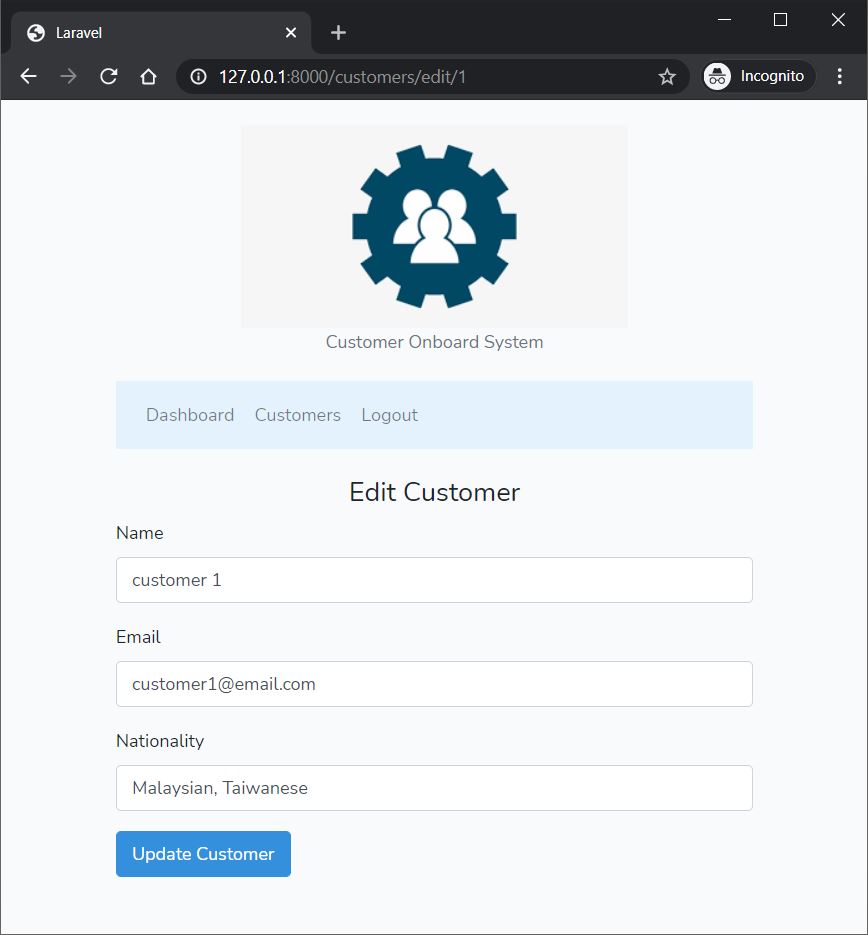 Laravel
127.0.0.1:8000/customers/edit/1
Incognito
Customer Onboard System
Dashboard Customers Logout
Edit Customer
Name
customer 1
Email
customer1@email.com
Nationality
Malaysian, Taiwanese
Update Customer